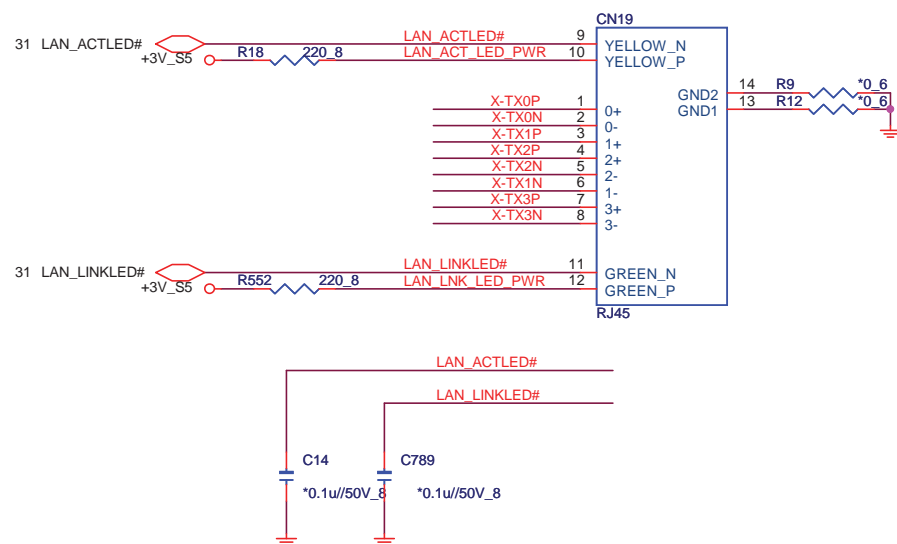 CN19
31 LAN_ACTLED#
LAN_ACTLED# 9 YELLOW_N
+3V_S5 R18 220_8 LAN_ACT_LED_PWR 10 YELLOW_P
GND2 14 R9 *0_6
GND1 13 R12 *0_6
X-TX0P 1 0+
X-TX0N 2 0-
X-TX1P 3 1+
X-TX2P 4 2+
X-TX2N 5 2-
X-TX1N 6 1-
X-TX3P 7 3+
X-TX3N 8 3-
31 LAN_LINKLED# LAN_LINKLED# 11 GREEN_N
+3V_S5 R552 220_8 LAN_LNK_LED_PWR 12 GREEN_P
RJ45
LAN_ACTLED#
LAN_LINKLED#
C14 C789
*0.1u//50V_8 *0.1u//50V_8